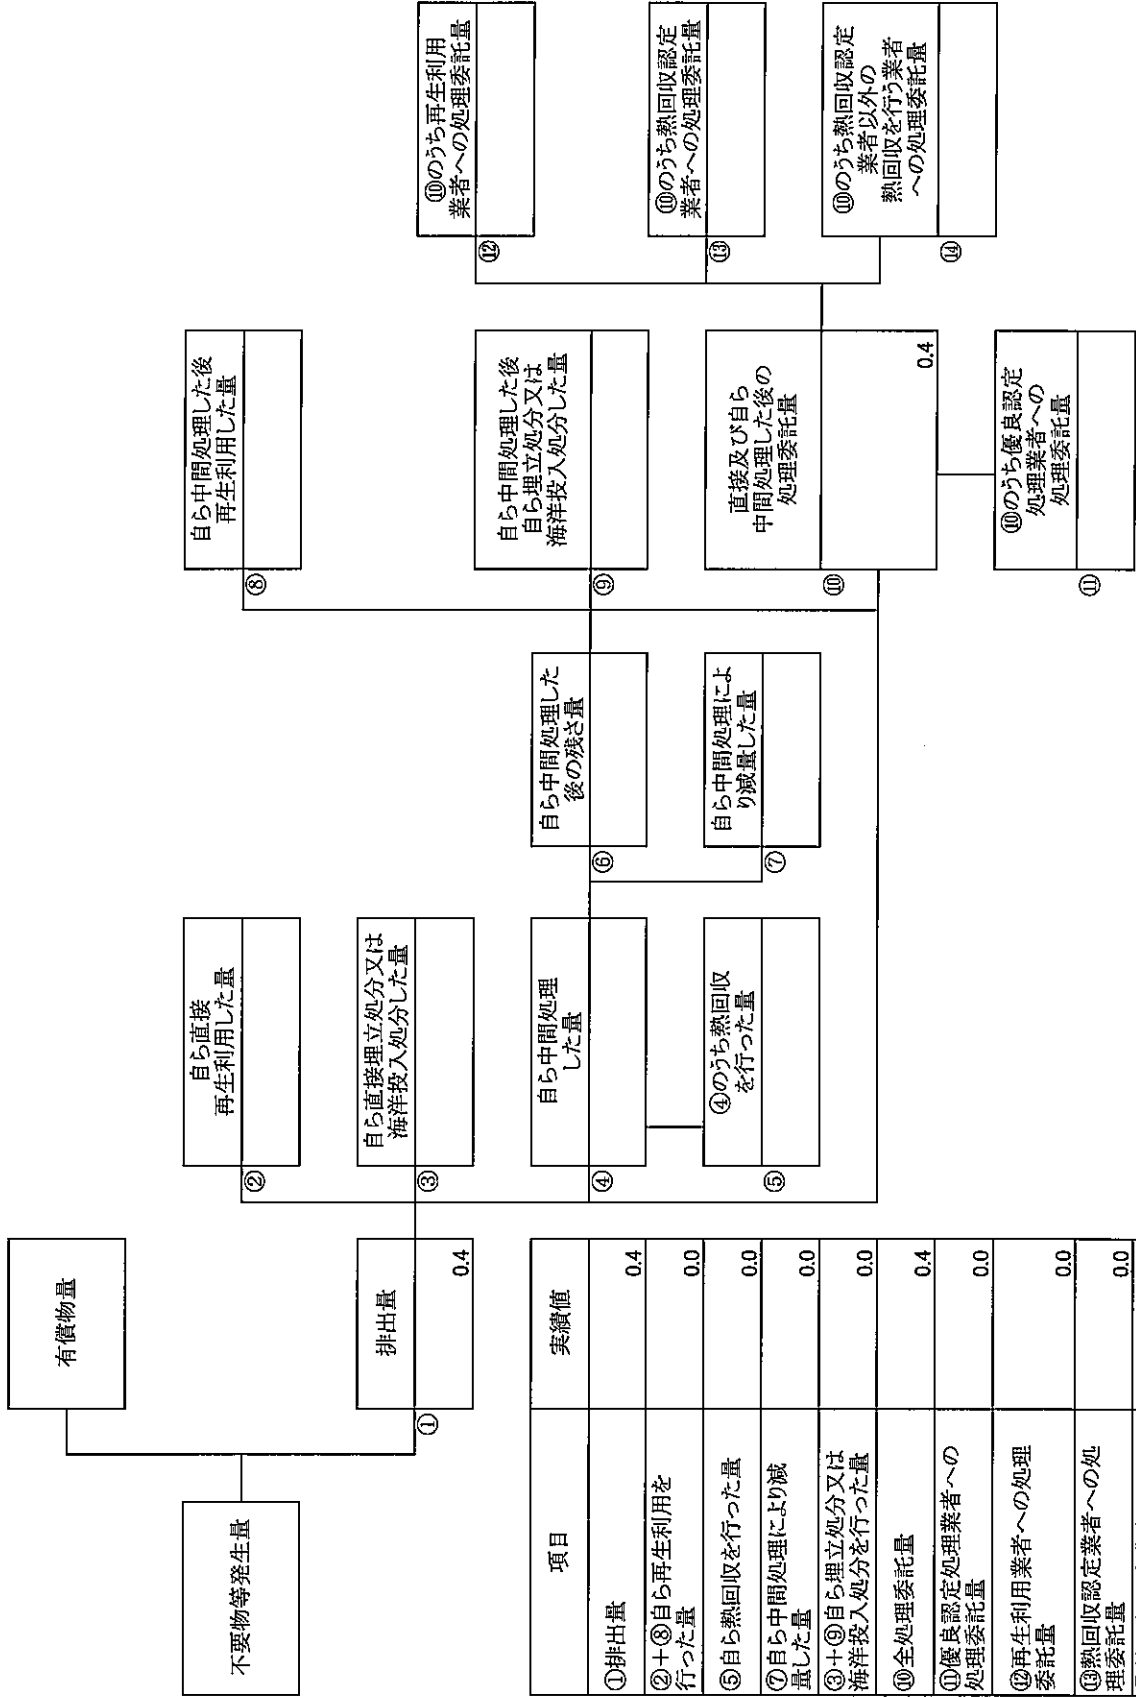 不要物等発生量
有償物量
①
排出量
0.4
②
自ら直接
再生利用した量
③
自ら直接埋立処分又は
海洋投入処分した量
④
自ら中間処理
した量
⑤
④のうち熱回収
を行った量
⑥
自ら中間処理した
後の残さ量
⑦
自ら中間処理によ
り減量した量
⑧
自ら中間処理した後
再生利用した量
⑨
自ら中間処理した後
自ら埋立処分又は
海洋投入処分した量
⑩
直接及び自ら
中間処理した後の
処理委託量
0.4
⑪
⑩のうち優良認定
処理業者への
処理委託量
⑫
⑩のうち再生利用
業者への処理委託量
⑬
⑩のうち熱回収認定
業者への処理委託量
⑭
⑩のうち熱回収認定
業者以外の
熱回収を行う業者
への処理委託量
項目 実績値
①排出量 0.4
②+⑧自ら再生利用を
行った量 0.0
⑤自ら熱回収を行った量 0.0
⑦自ら中間処理により減
量した量 0.0
③+⑨自ら埋立処分又は
海洋投入処分を行った量 0.0
⑩全処理委託量 0.4
⑪優良認定処理業者への
処理委託量 0.0
⑫再生利用業者への処理
委託量 0.0
⑬熱回収認定業者への処
理委託量 0.0